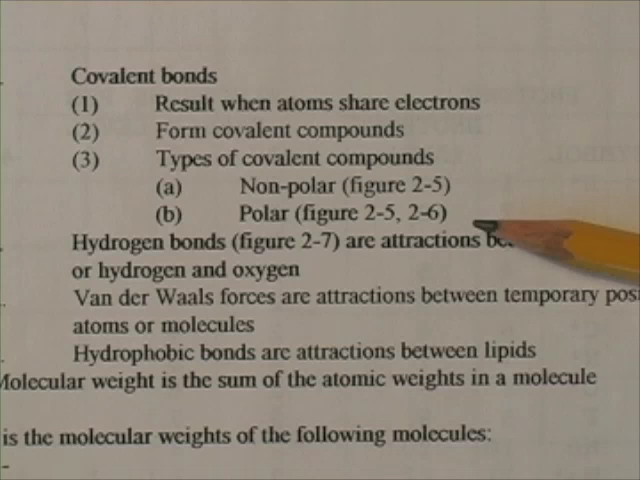 Covalent bonds
(1) Result when atoms share electrons
(2) Form covalent compounds
(3) Types of covalent compounds
(a) Non-polar (figure 2-5)
(b) Polar (figure 2-5, 2-6)
Hydrogen bonds (figure 2-7) are attractions
or hydrogen and oxygen
Van der Waals forces are attractions between temporary
atoms or molecules
Hydrophobic bonds are attractions between lipids
Molecular weight is the sum of the atomic weights in a molecule
is the molecular weights of the following molecules: